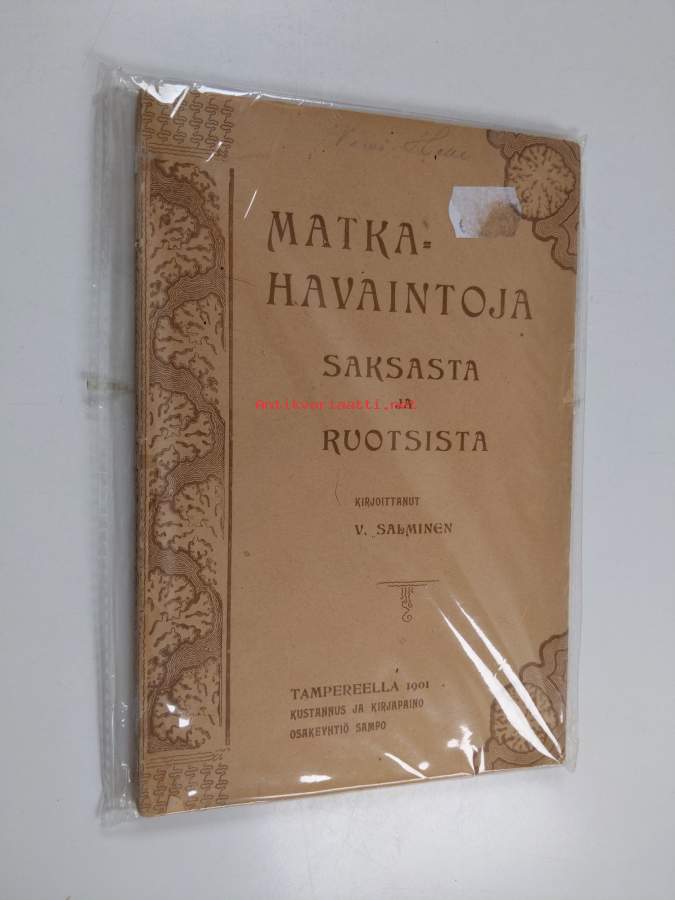 MATKA=
HAVAINTOJA
SAKSASTA
JA
Antikvariaatti.net
RUOTSISTA
KIRJOITTANUT
V. SALMINEN
TAMPEREELLA 1901
KUSTANNUS JA KIRJAPAINO
OSAKEYHTIÖ SAMPO